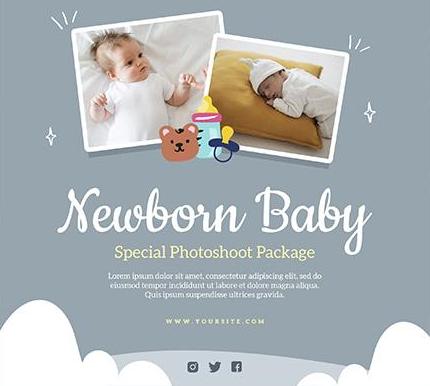 Newborn Baby
Special Photoshoot Package
Lorem ipsum dolor sit amet, consectetur adipiscing elit, sed do
eiusmod tempor incididunt ut labore et dolore magna aliqua.
Quis ipsum suspendisse ultrices gravida.
WWW.YOURSITE.COM